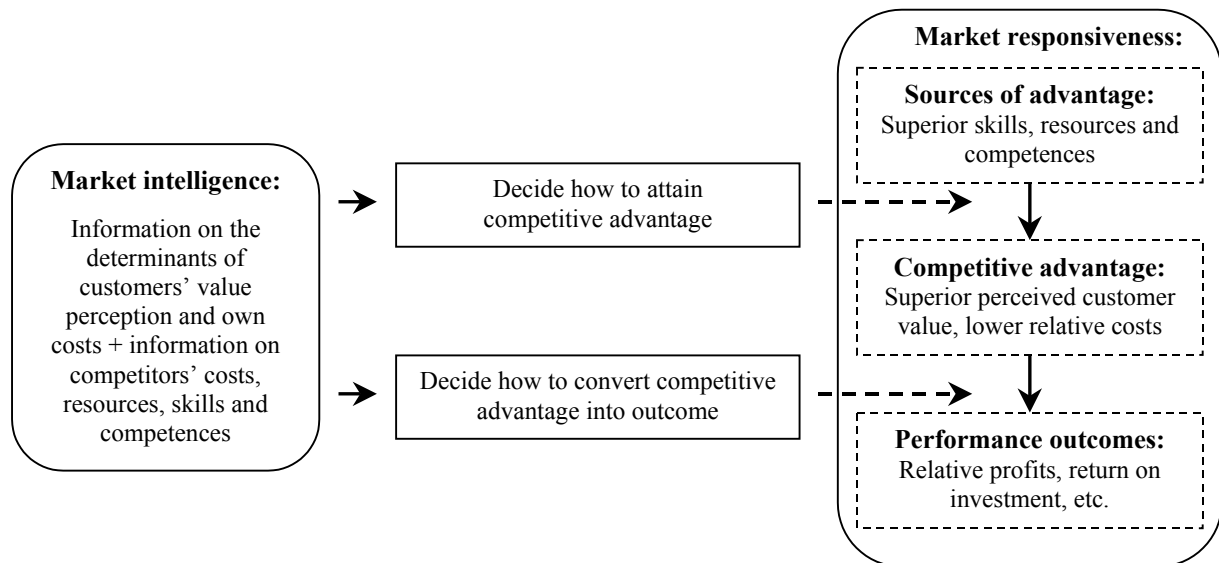 Market intelligence:
Information on the
determinants of
customers’ value
perception and own
costs + information on
competitors’ costs,
resources, skills and
competences
Decide how to attain
competitive advantage
Decide how to convert competitive
advantage into outcome
Market responsiveness:
Sources of advantage:
Superior skills, resources and
competences
Competitive advantage:
Superior perceived customer
value, lower relative costs
Performance outcomes:
Relative profits, return on
investment, etc.